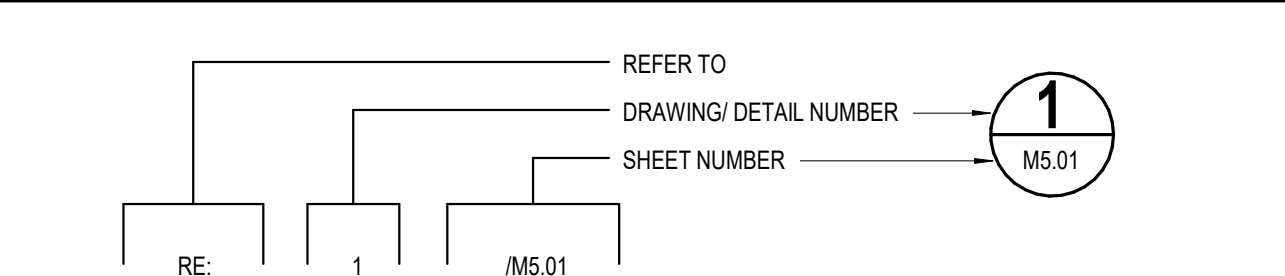 REFER TO
DRAWING/ DETAIL NUMBER
1
SHEET NUMBER
M5.01
RE: 1 /M5.01